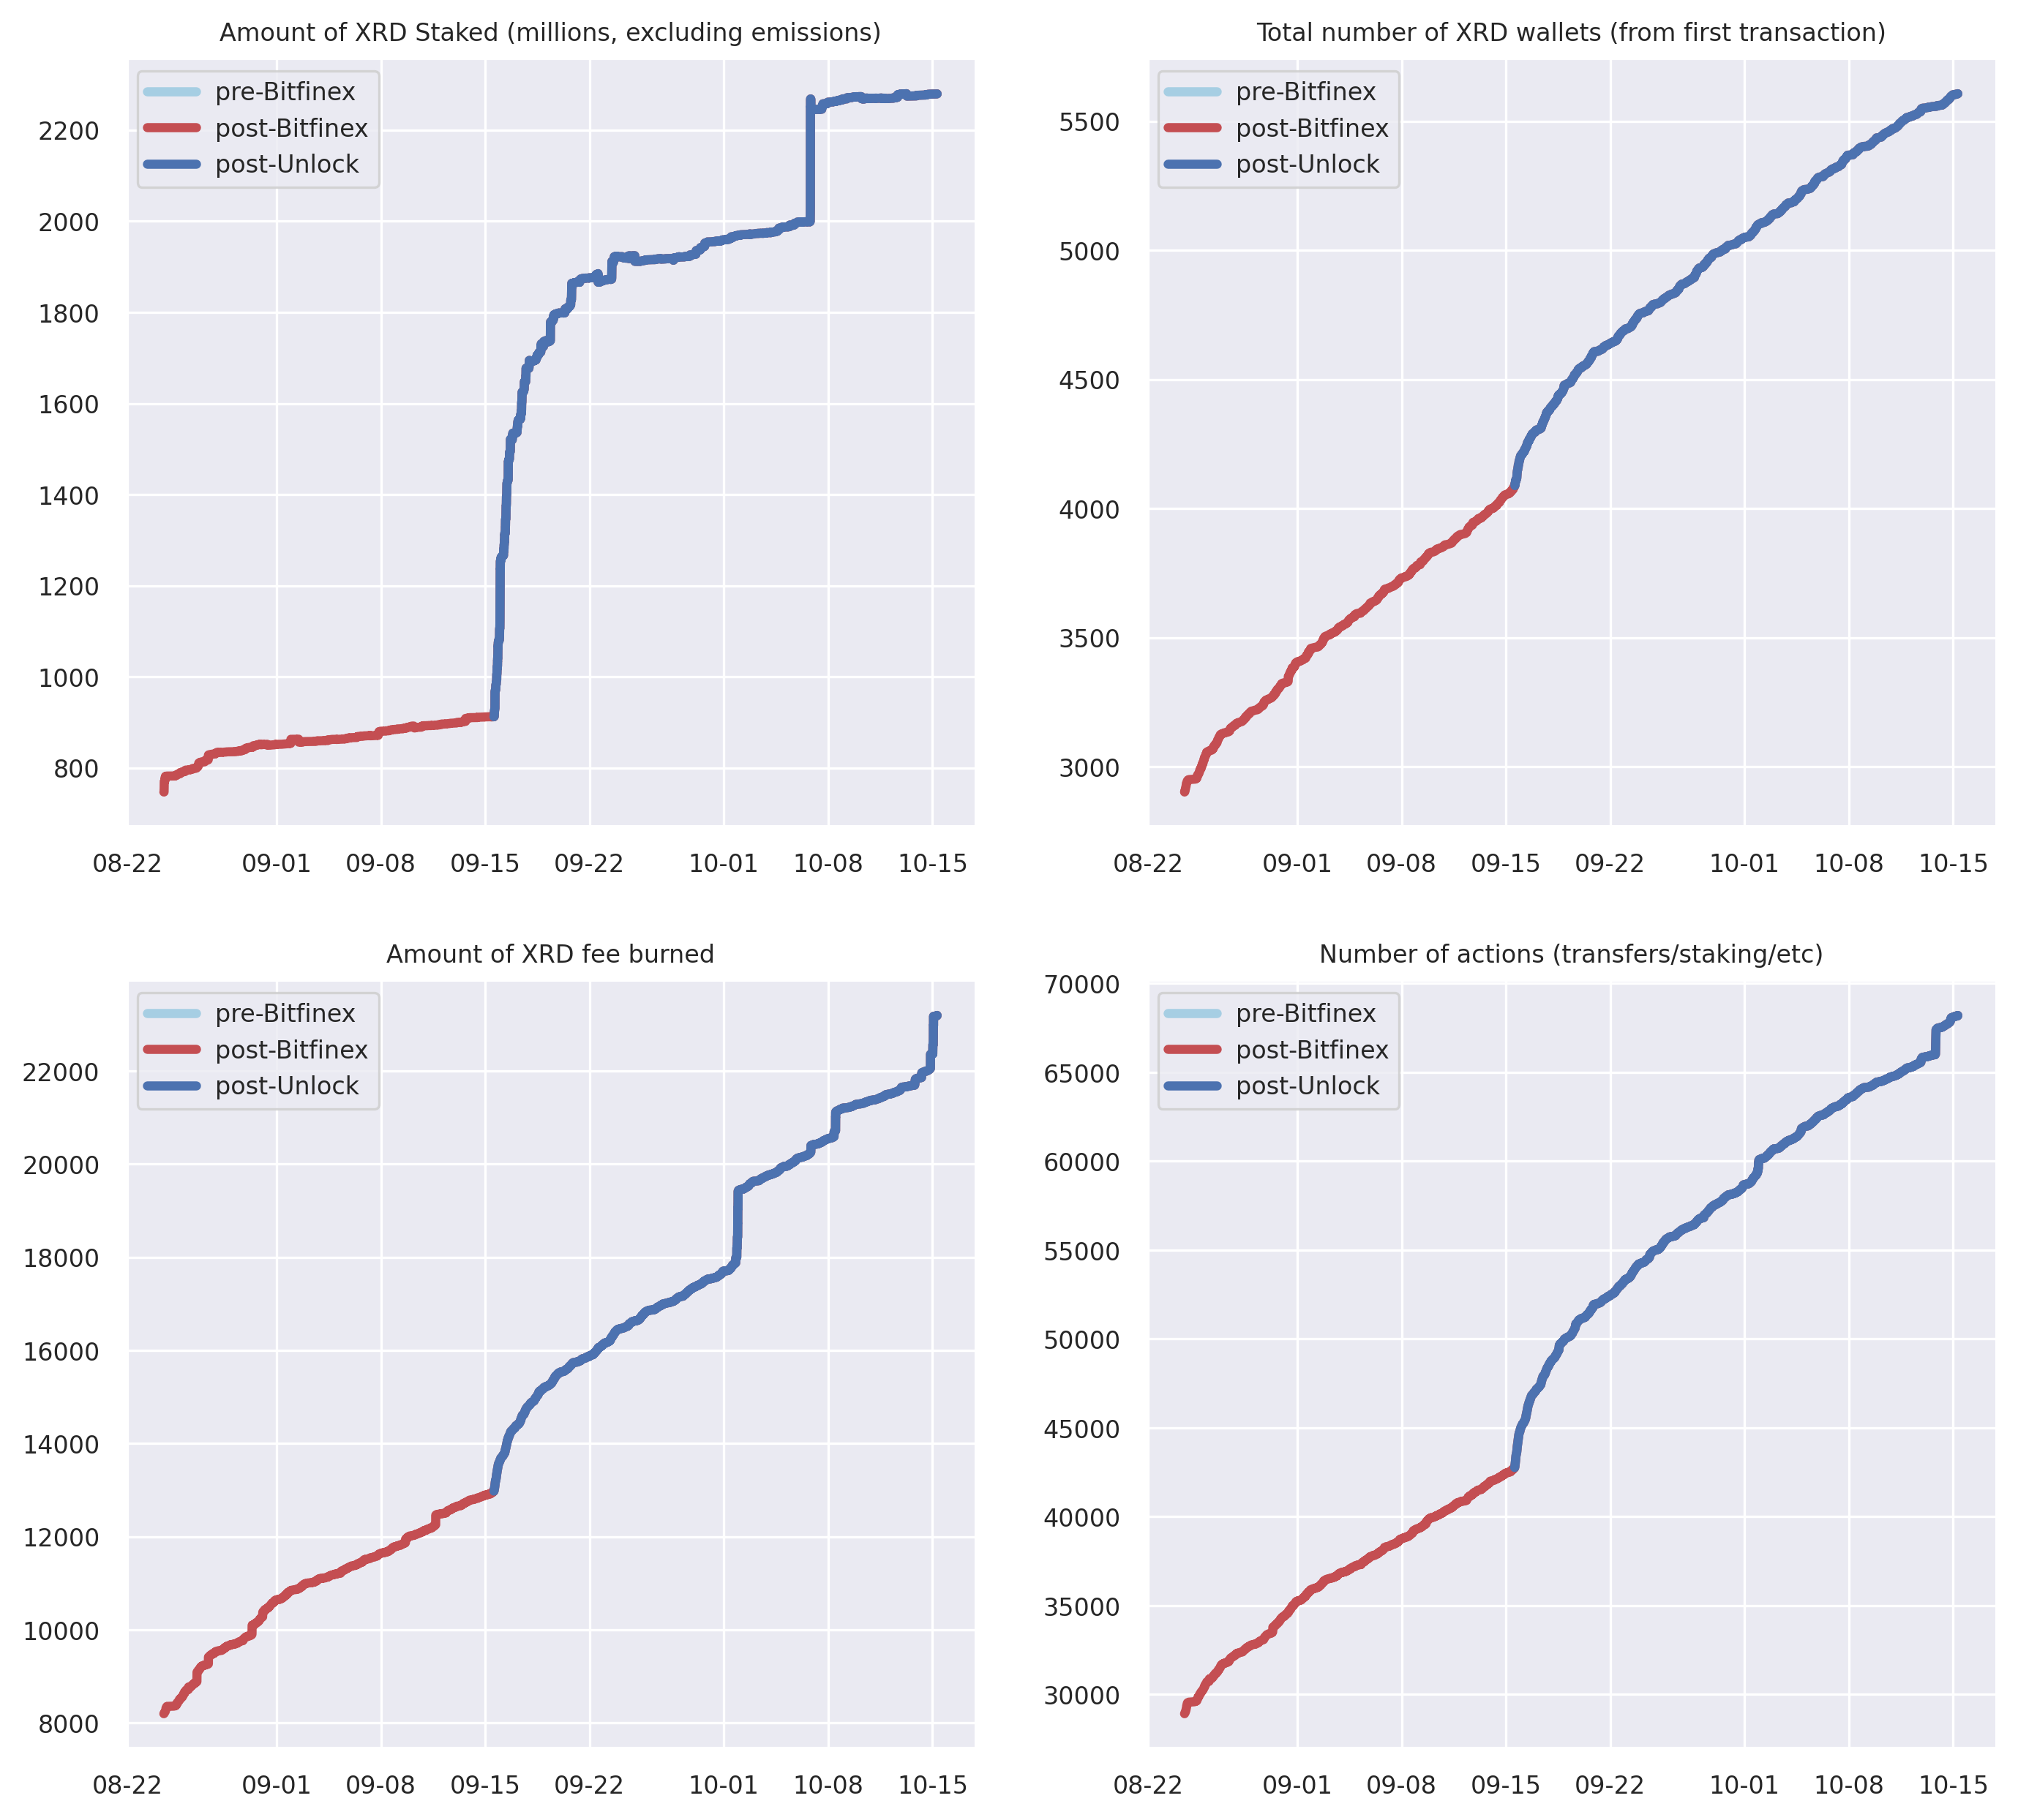 Amount of XRD Staked (millions, excluding emissions)
pre-Bitfinex
post-Bitfinex
post-Unlock
2200
2000
1800
1600
1400
1200
1000
800
08-22 09-01 09-08 09-15 09-22 10-01 10-08 10-15
Total number of XRD wallets (from first transaction)
pre-Bitfinex
post-Bitfinex
post-Unlock
5500
5000
4500
4000
3500
3000
08-22 09-01 09-08 09-15 09-22 10-01 10-08 10-15
Amount of XRD fee burned
pre-Bitfinex
post-Bitfinex
post-Unlock
22000
20000
18000
16000
14000
12000
10000
8000
08-22 09-01 09-08 09-15 09-22 10-01 10-08 10-15
Number of actions (transfers/staking/etc)
70000
pre-Bitfinex
post-Bitfinex
post-Unlock
65000
60000
55000
50000
45000
40000
35000
30000
08-22 09-01 09-08 09-15 09-22 10-01 10-08 10-15